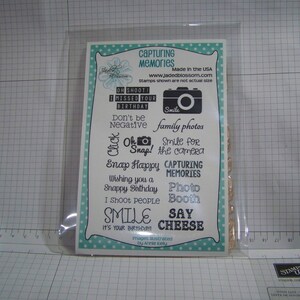 CAPTURING
MEMORIES
Made in the USA
www.jadedblossom.com
Stamps shown are not actual size
OH SHOOT!
I MISSED YOUR
BIRTHDAY
Smile
Don't be
Negative
family photos
Click
Oh
Snap!
Smile for
the camera
Snap Happy
CAPTURING
MEMORIES
Wishing you a
Snappy Birthday
Photo
Booth
I Shoot People
SMILE
IT'S YOUR BIRTHDAY!
SAY
CHEESE